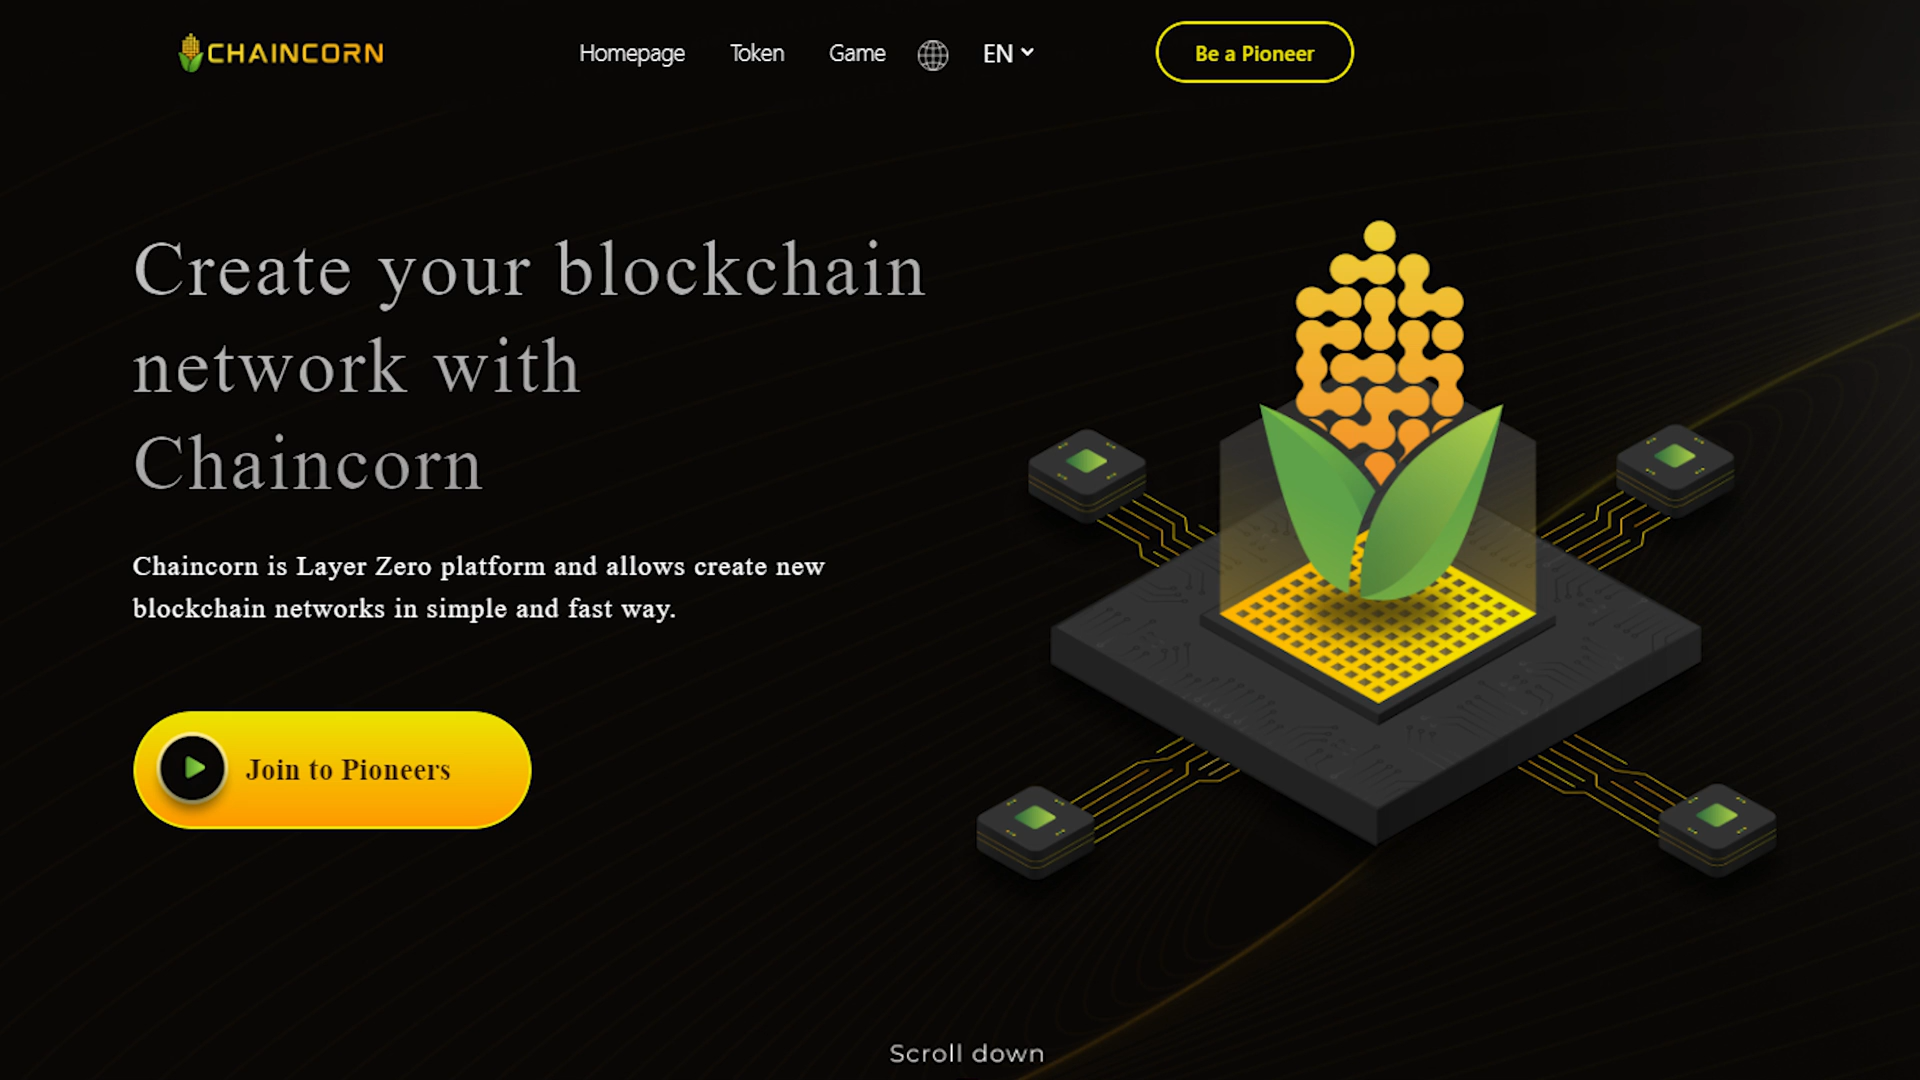 CHAINCORN
Homepage
Token
Game
EN
Be a Pioneer
Create your blockchain
network with
Chaincorn
Chaincorn is Layer Zero platform and allows create new
blockchain networks in simple and fast way.
Join to Pioneers
Scroll down